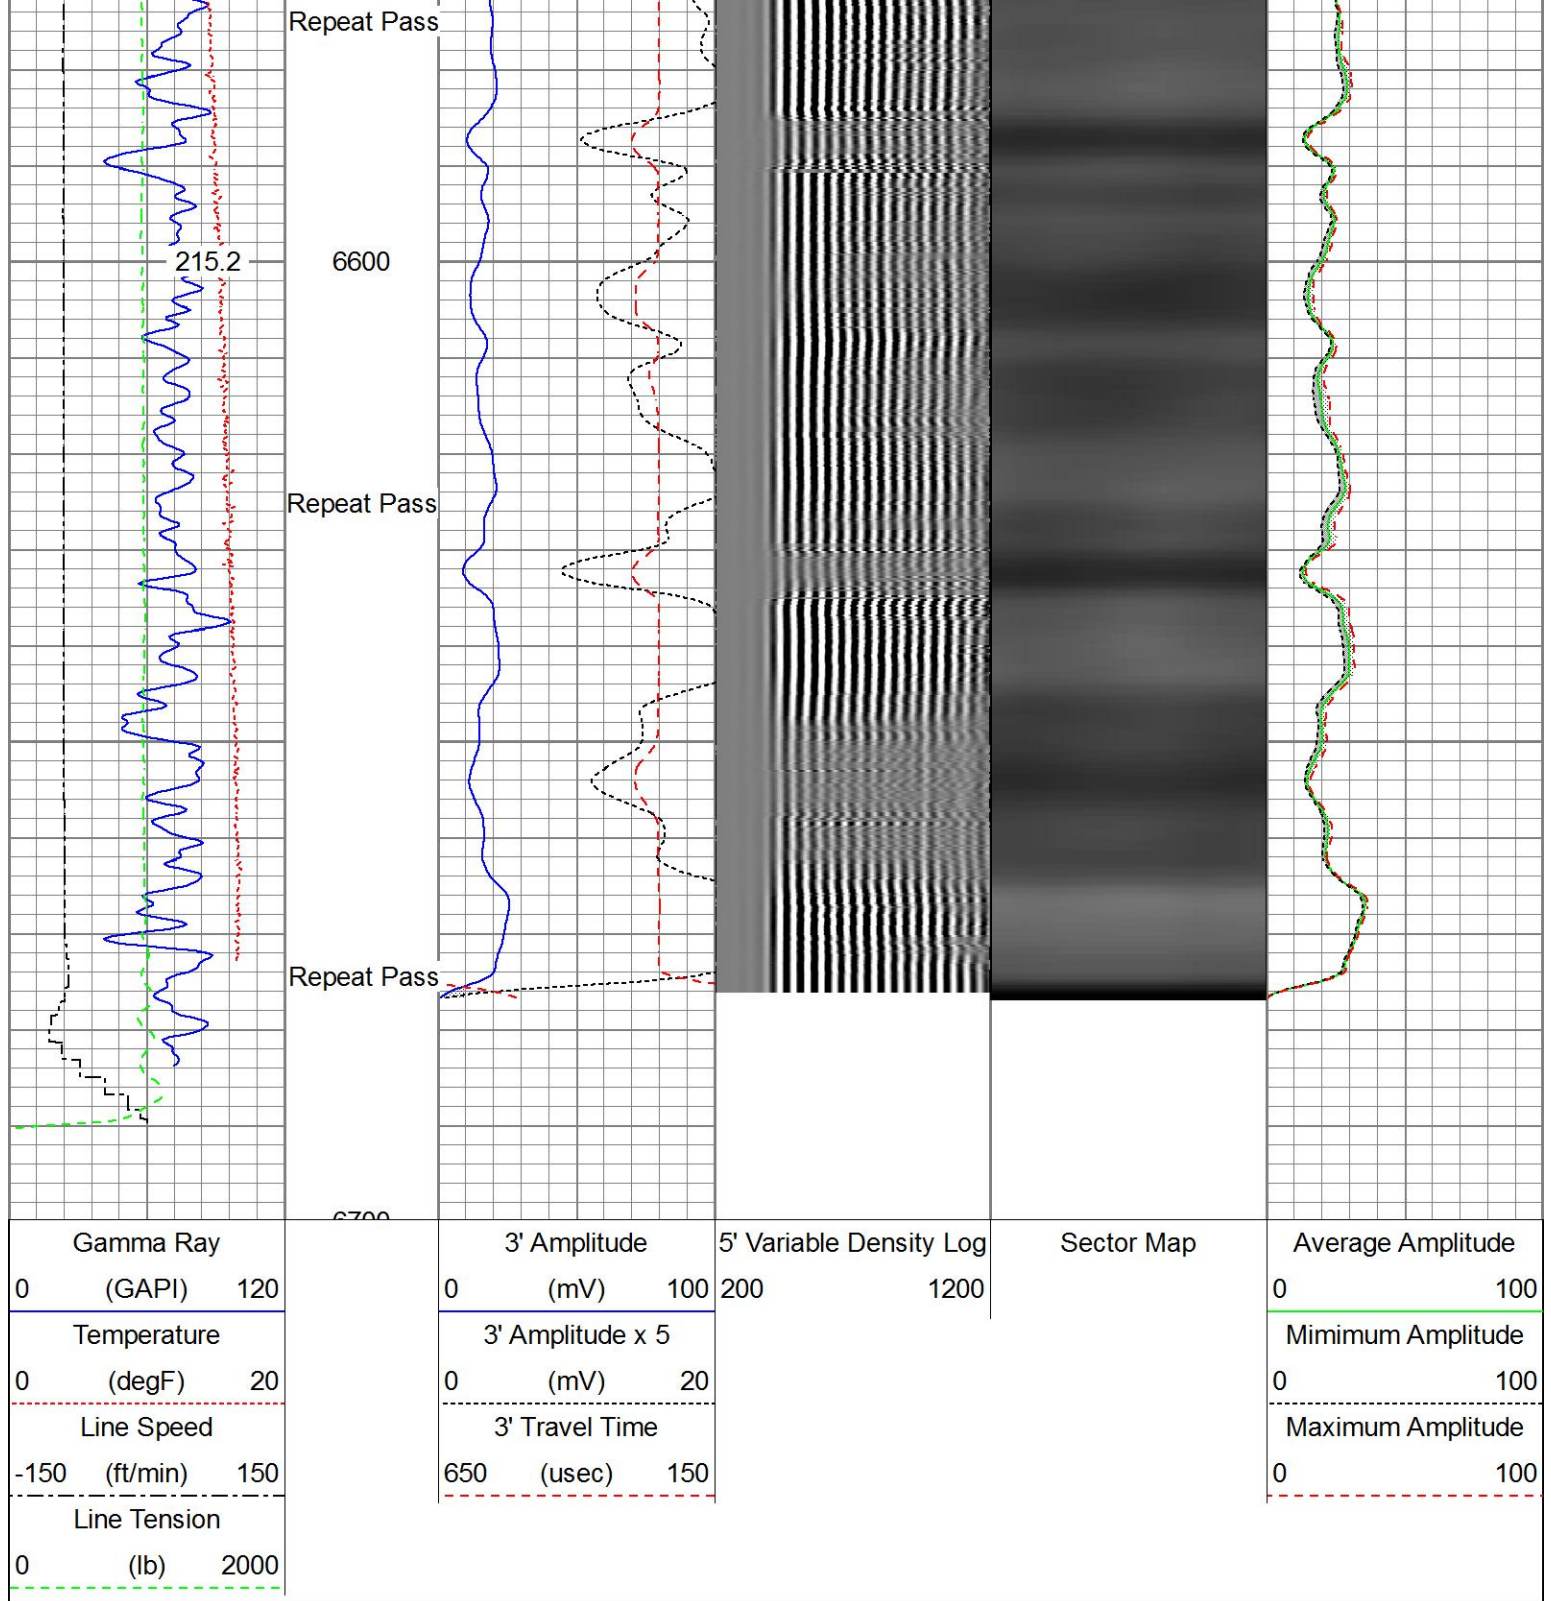 Repeat Pass
215.2
6600
Repeat Pass
Repeat Pass
6700
Gamma Ray
0 (GAPI) 120
Temperature
0 (degF) 20
Line Speed
-150 (ft/min) 150
Line Tension
0 (lb) 2000
3' Amplitude
0 (mV) 100
3' Amplitude x 5
0 (mV) 20
3' Travel Time
650 (usec) 150
5' Variable Density Log
200 1200
Sector Map
Average Amplitude
0 100
Mimimum Amplitude
0 100
Maximum Amplitude
0 100